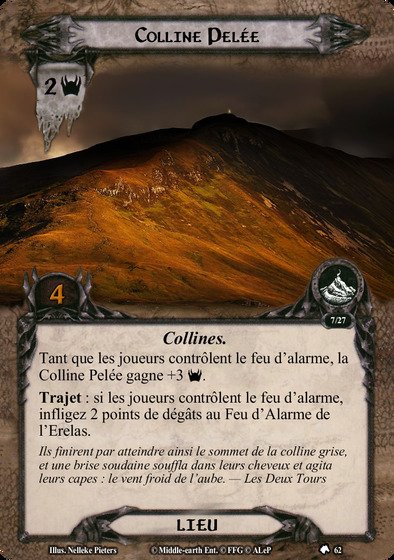 Colline Pelée
2
4
7/27
Collines.
Tant que les joueurs contrôlent le feu d'alarme, la
Colline Pelée gagne +3
Trajet : si les joueurs contrôlent le feu d'alarme,
infligez 2 points de dégâts au Feu d'Alarme de
l'Erelas.
Ils finirent par atteindre ainsi le sommet de la colline grise,
et une brise soudaine souffla dans leurs cheveux et agita
leurs capes : le vent froid de l'aube. — Les Deux Tours
LIEU
Illus. Nelleke Pieters ©Middle-earth Ent. © FFG © ALeP 62